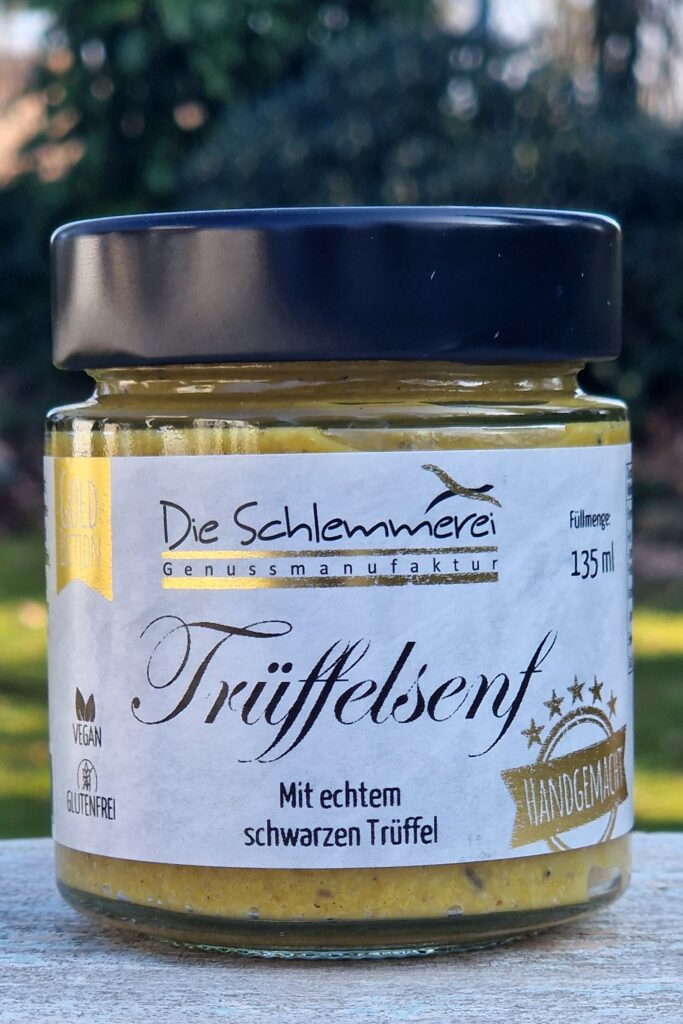 GOLD-
EDITION
Die Schlemmerei
Genussmanufaktur
Füllmenge:
135 ml
Trüffelsenf
VEGAN
GLUTENFREI
HANDGEMACHT
Mit echtem
schwarzen Trüffel